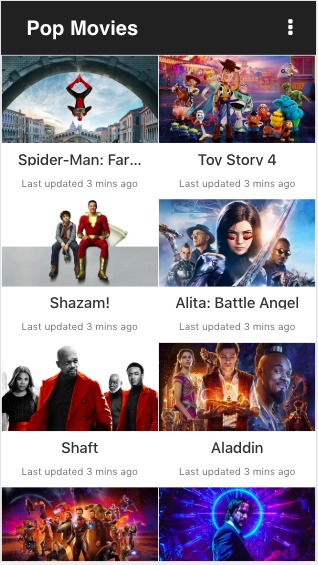 Pop Movies
Spider-Man: Far...
Toy Story 4
Last updated 3 mins ago
Last updated 3 mins ago
Shazam!
Alita: Battle Angel
Last updated 3 mins ago
Last updated 3 mins ago
Shaft
Aladdin
Last updated 3 mins ago
Last updated 3 mins ago